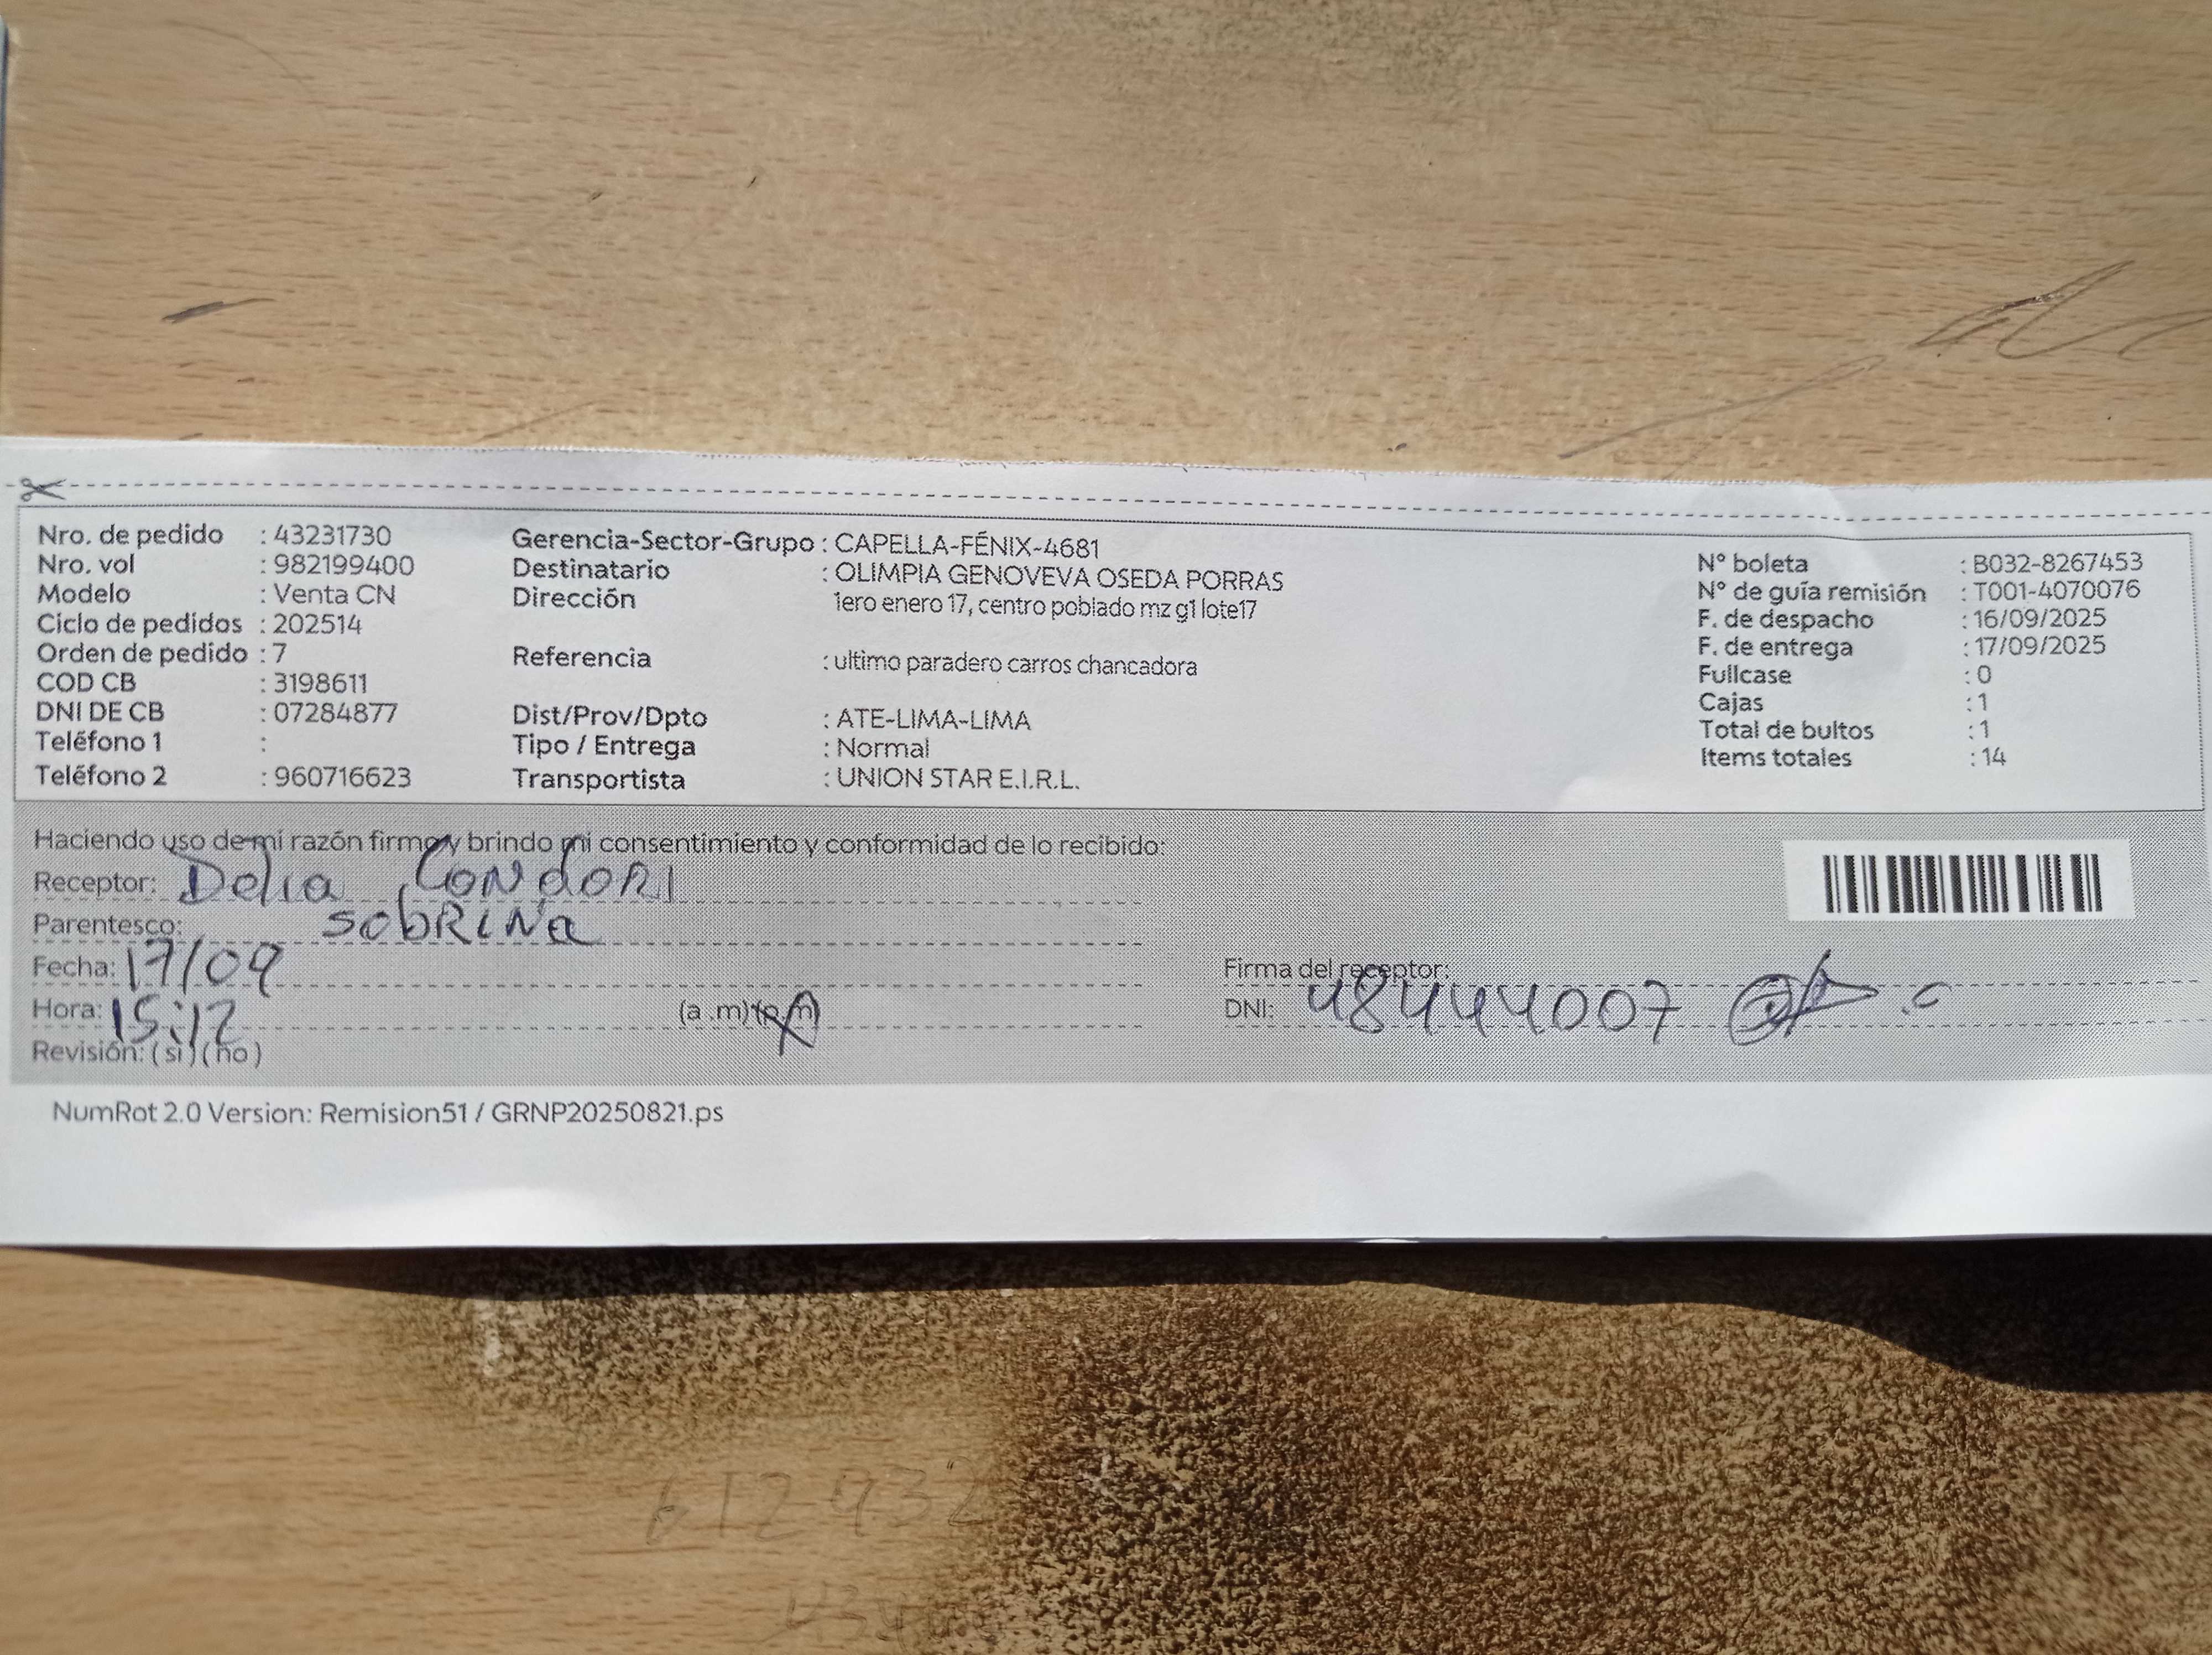 Nro. de pedido : 43231730
Nro. vol : 982199400
Modelo : Venta CN
Ciclo de pedidos : 202514
Orden de pedido : 7
COD CB : 3198611
DNI DE CB : 07284877
Teléfono 1 :
Teléfono 2 : 960716623
Gerencia-Sector-Grupo : CAPELLA-FÉNIX-4681
Destinatario : OLIMPIA GENOVEVA OSEDA PORRAS
Dirección 1ero enero 17, centro poblado mz g1 lote17
Referencia : ultimo paradero carros chancadora
Dist/Prov/Dpto : ATE-LIMA-LIMA
Tipo / Entrega : Normal
Transportista : UNION STAR E.I.R.L.
N° boleta : B032-8267453
N° de guía remisión : T001-4070076
F. de despacho : 16/09/2025
F. de entrega : 17/09/2025
Fullcase : 0
Cajas : 1
Total de bultos : 1
Items totales : 14
Haciendo uso de mi razón firmo y brindo mi consentimiento y conformidad de lo recibido:
Receptor: Delia CONdORI
Parentesco: SObRINa
Fecha: 17/09
Hora: 15:12 (a .m) (p.m)
Revisión: ( si ) ( no )
Firma del receptor:
DNI: 48444007
NumRot 2.0 Version: Remision51 / GRNP20250821.ps
612932